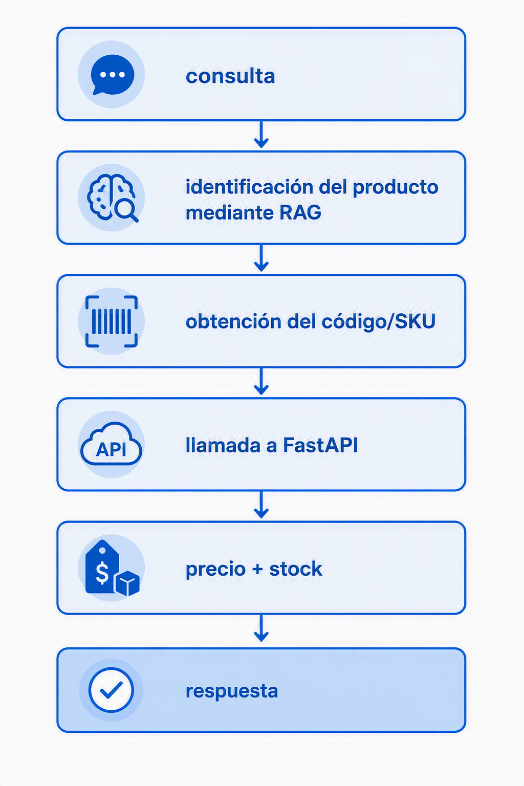 consulta
identificación del producto
mediante RAG
obtención del código/SKU
API
llamada a FastAPI
$
precio + stock
respuesta